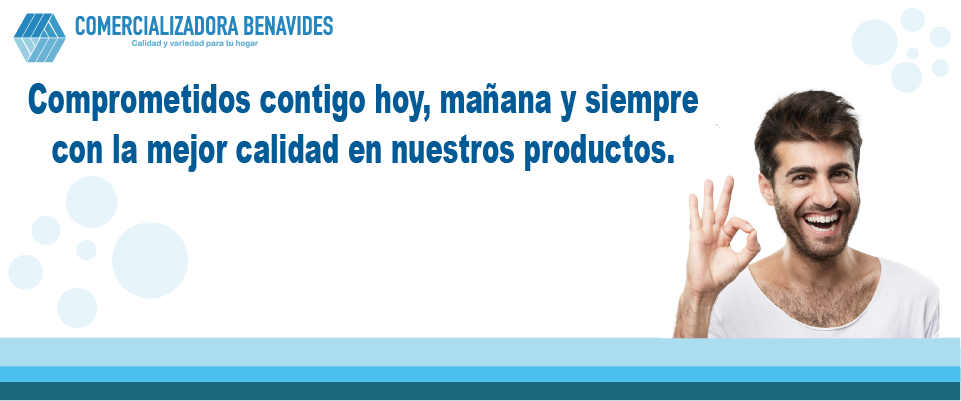 COMERCIALIZADORA BENAVIDES
Calidad y variedad para tu hogar
Comprometidos contigo hoy, mañana y siempre
con la mejor calidad en nuestros productos.